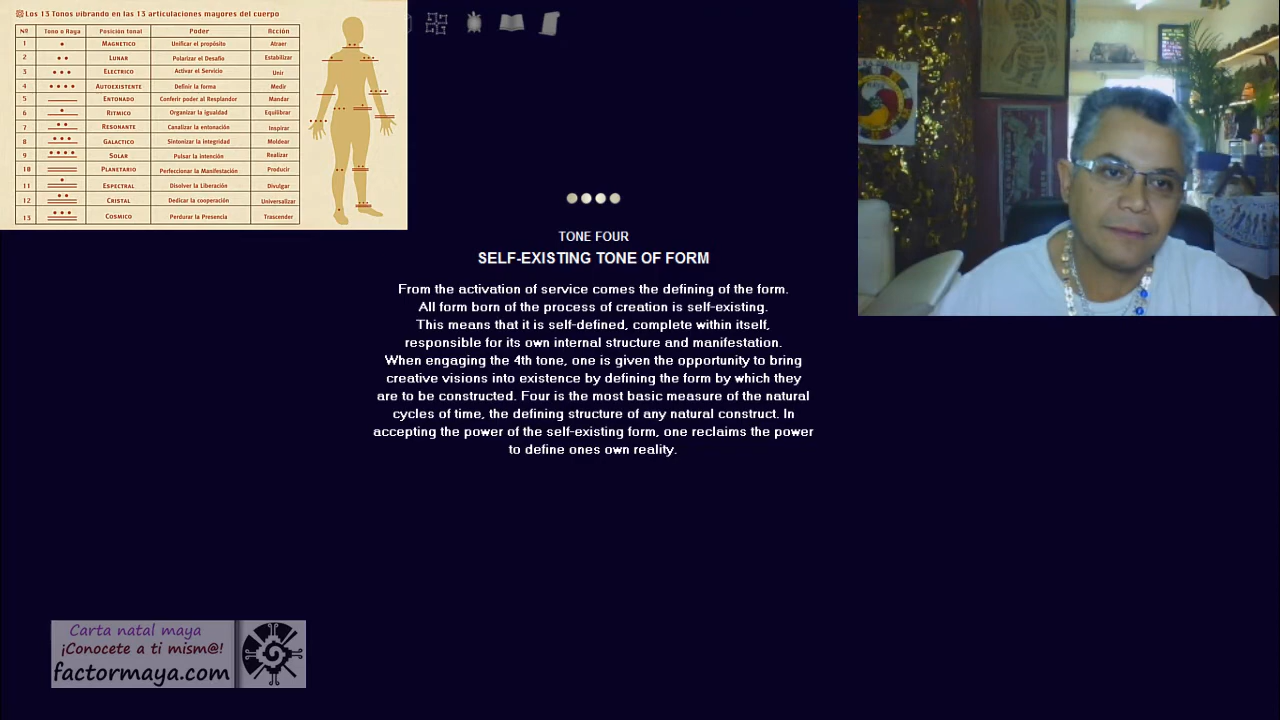 Los 13 Tonos vibrando en las 13 articulaciones mayores del cuerpo
Nº Tono o Raya Posición tonal Poder Acción
1 MAGNETICO Unificar el propósito Atraer
2 LUNAR Polarizar el Desafío Estabilizar
3 ELECTRICO Activar el Servicio Unir
4 AUTOEXISTENTE Definir la forma Medir
5 ENTONADO Conferir poder al Resplandor Mandar
6 RITMICO Organizar la igualdad Equilibrar
7 RESONANTE Canalizar la entonación Inspirar
8 GALACTICO Sintonizar la integridad Moldear
9 SOLAR Pulsar la intención Realizar
10 PLANETARIO Perfeccionar la Manifestación Producir
11 ESPECTRAL Disolver la Liberación Divulgar
12 CRISTAL Dedicar la cooperación Universalizar
13 COSMICO Perdurar la Presencia Trascender
TONE FOUR
SELF-EXISTING TONE OF FORM
From the activation of service comes the defining of the form.
All form born of the process of creation is self-existing.
This means that it is self-defined, complete within itself,
responsible for its own internal structure and manifestation.
When engaging the 4th tone, one is given the opportunity to bring
creative visions into existence by defining the form by which they
are to be constructed. Four is the most basic measure of the natural
cycles of time, the defining structure of any natural construct. In
accepting the power of the self-existing form, one reclaims the power
to define ones own reality.
Carta natal maya
¡Conocete a ti mism@!
factormaya.com